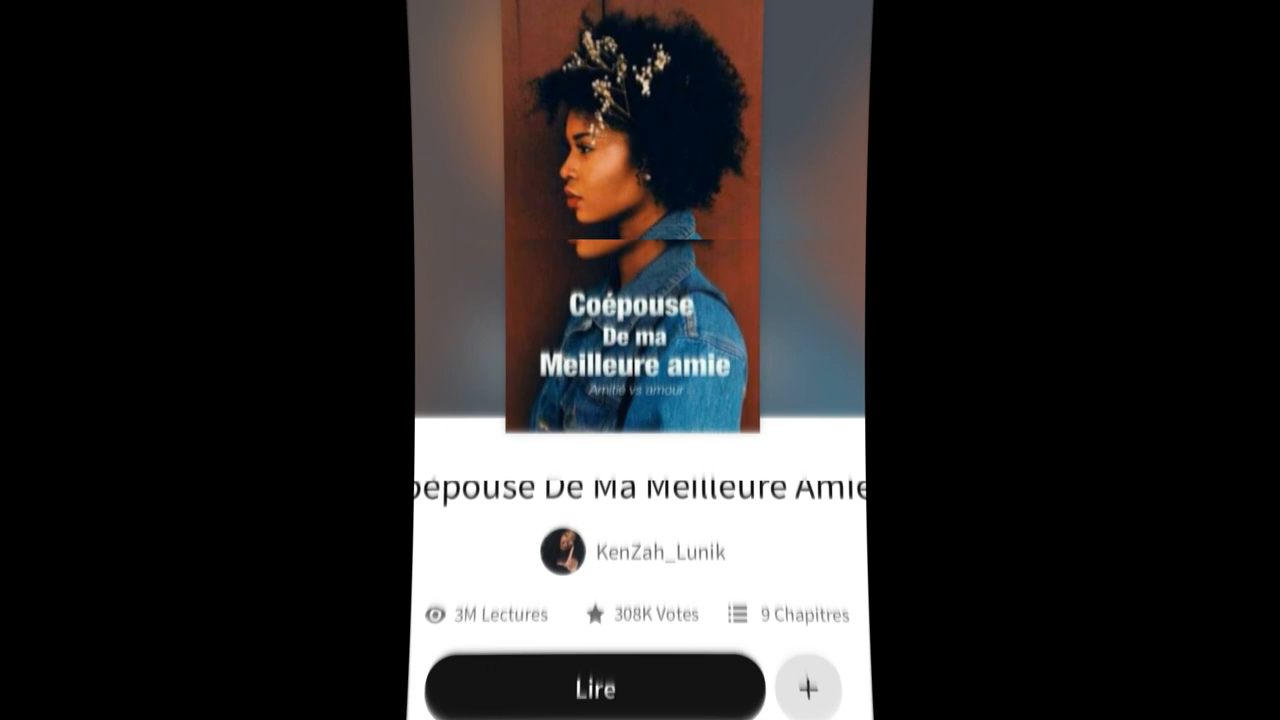 Coépouse
De ma
Meilleure amie
Amitié vs amour
oépouse De Ma Meilleure Amie
KenZah_Lunik
3M Lectures
308K Votes
9 Chapitres
Lire